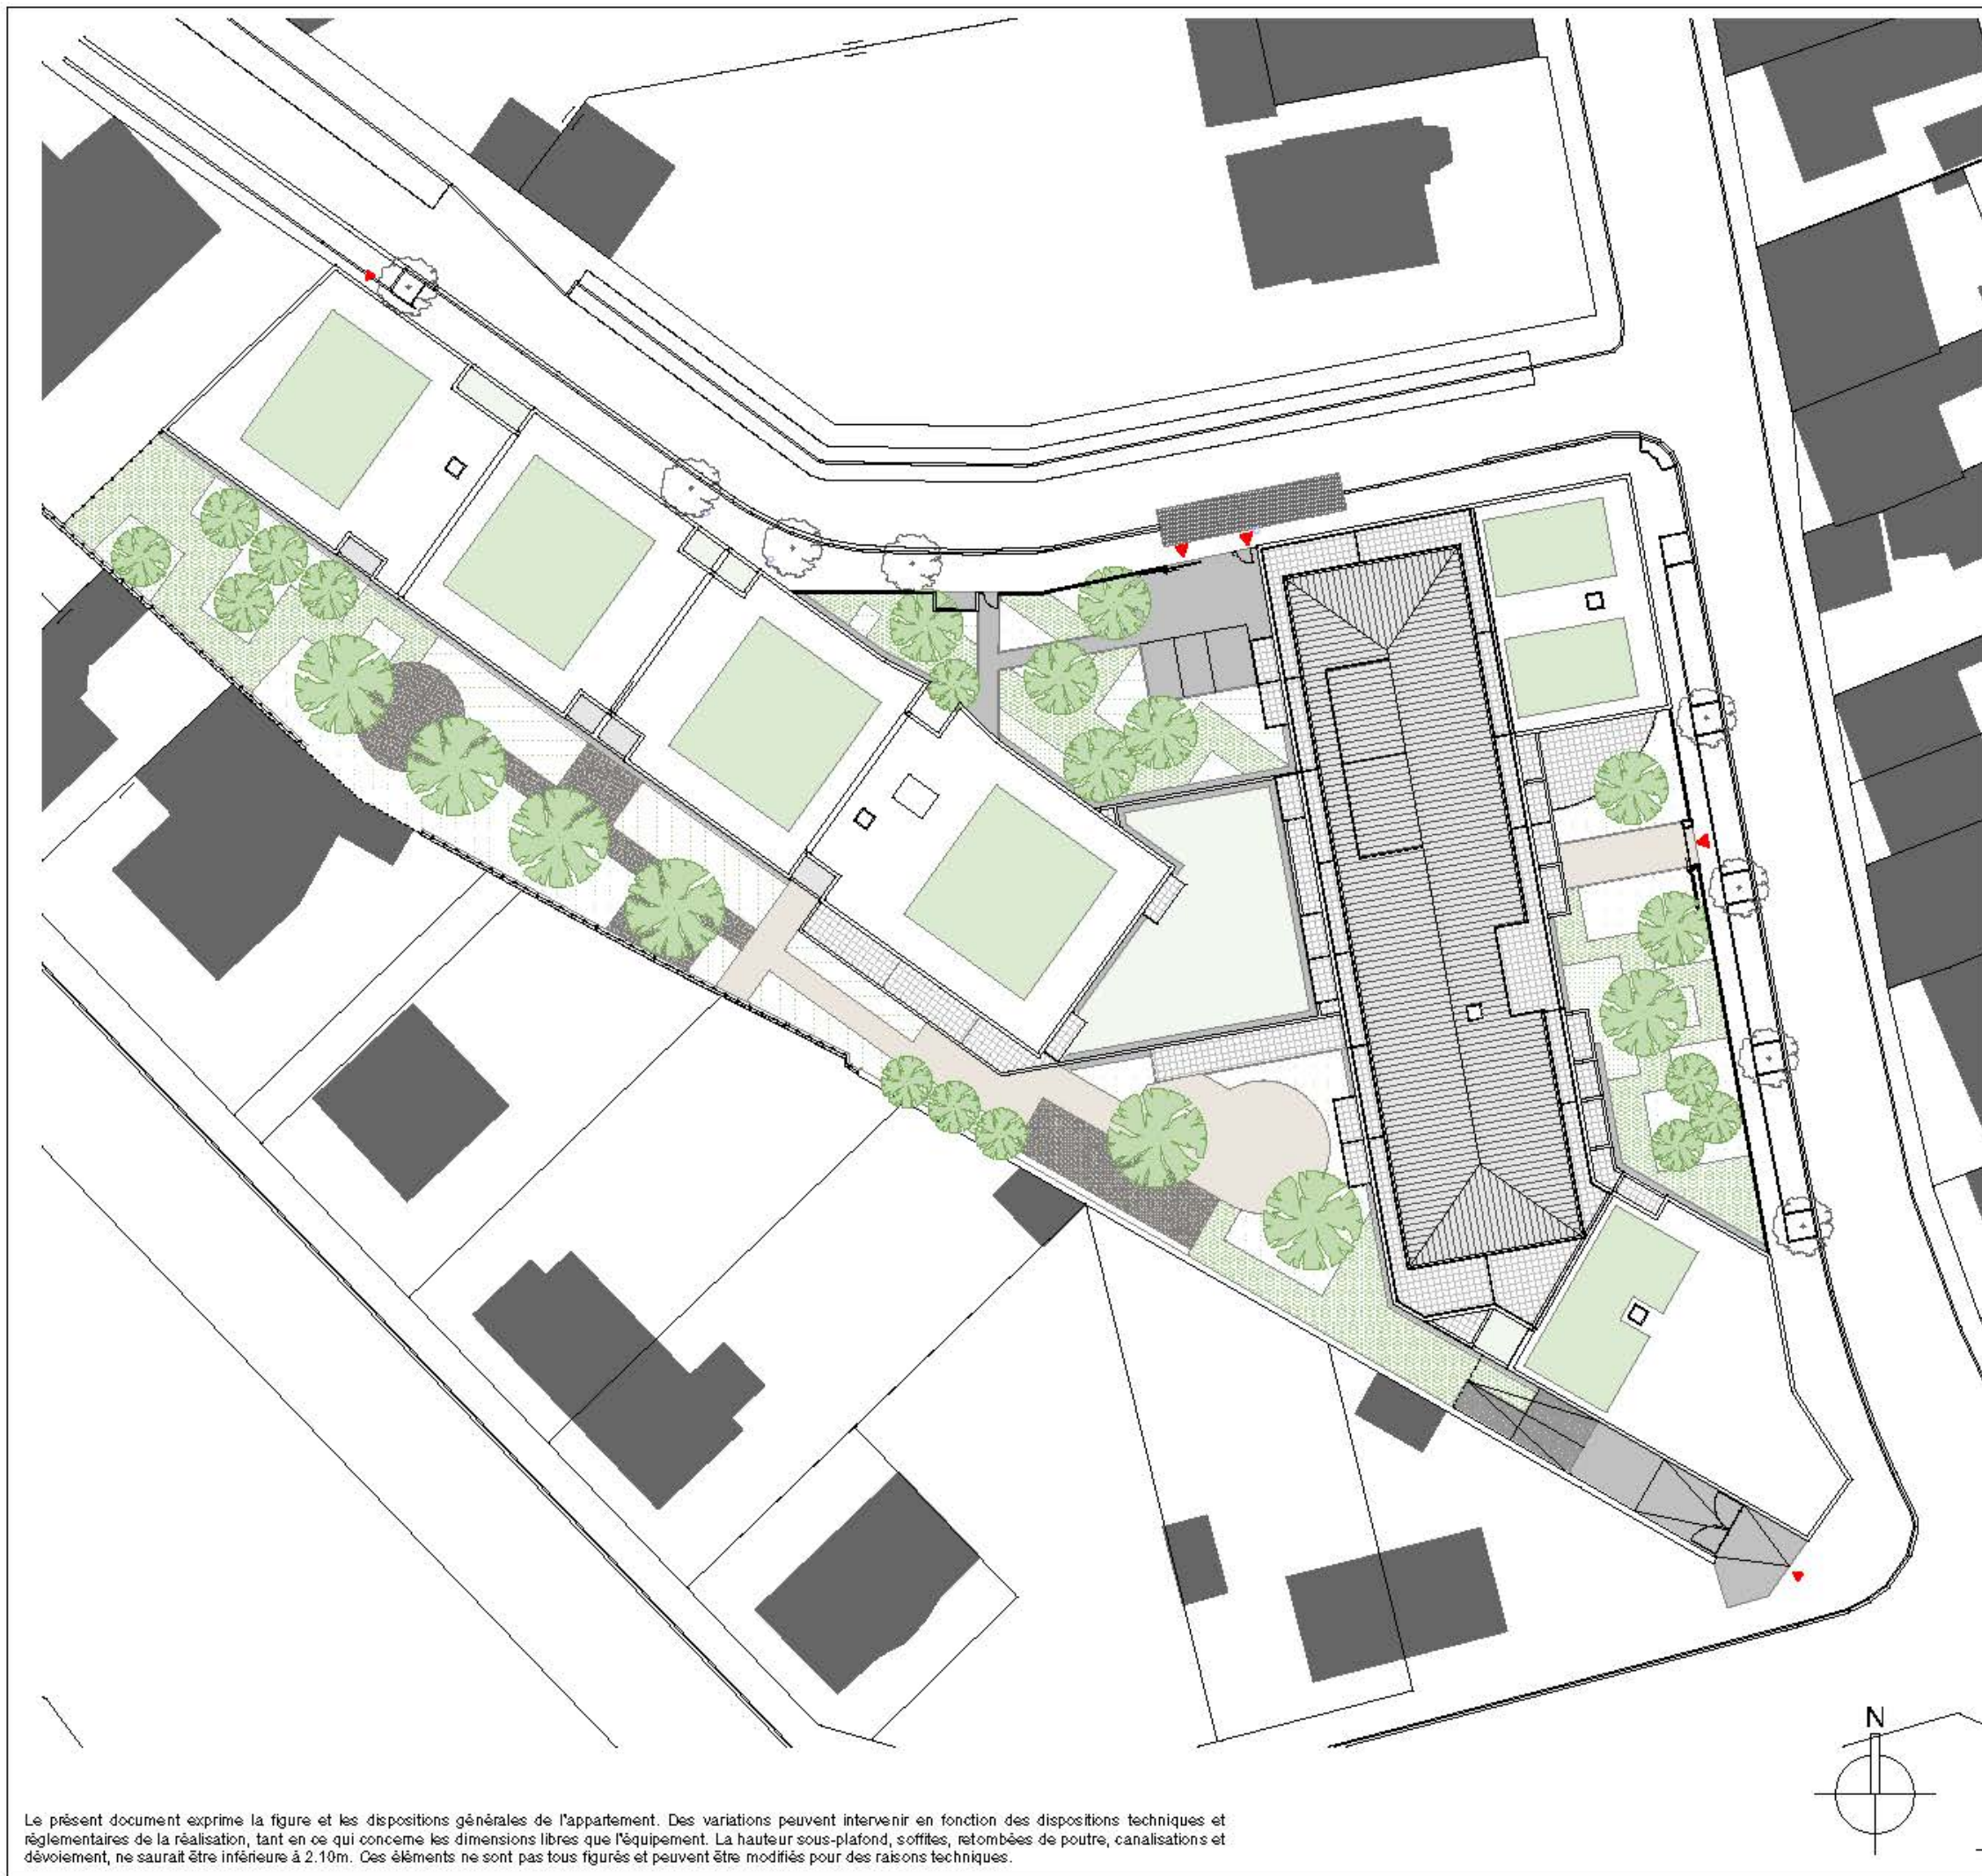 N
Le présent document exprime la figure et les dispositions générales de l'appartement. Des variations peuvent intervenir en fonction des dispositions techniques et
réglementaires de la réalisation, tant en ce qui concerne les dimensions libres que l'équipement. La hauteur sous-plafond, soffites, retombées de poutre, canalisations et
dévoiement, ne saurait être inférieure à 2.10m. Ces éléments ne sont pas tous figurés et peuvent être modifiés pour des raisons techniques.